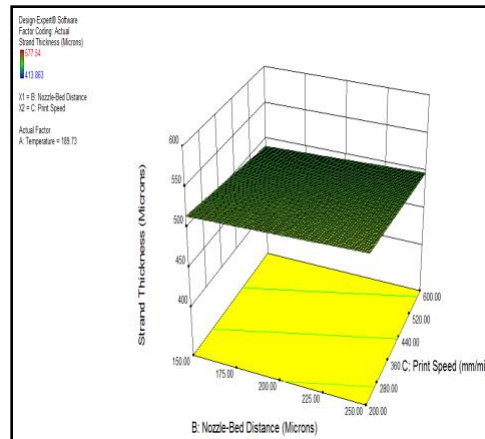 Design-Expert® Software
Factor Coding: Actual
Strand Thickness (Microns)
577.54
413.863
X1 = B: Nozzle-Bed Distance
X2 = C: Print Speed
Actual Factor
A: Temperature = 189.73
Strand Thickness (Microns)
600
550
500
450
400
150.00
175.00
200.00
225.00
250.00
200.00
280.00
360
440.00
520.00
600.00
C: Print Speed (mm/mi
B: Nozzle-Bed Distance (Microns)